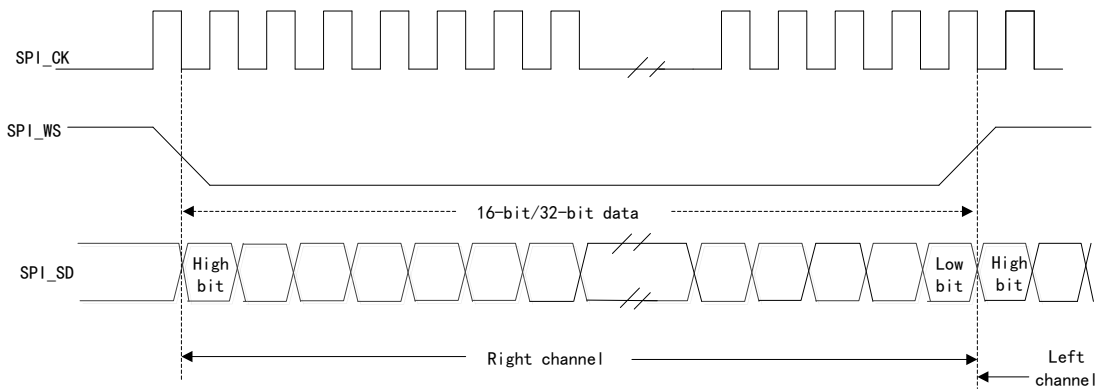 SPI_CK
SPI_WS
16-bit/32-bit data
SPI_SD
High
bit
Low
bit
High
bit
Right channel
Left
channel